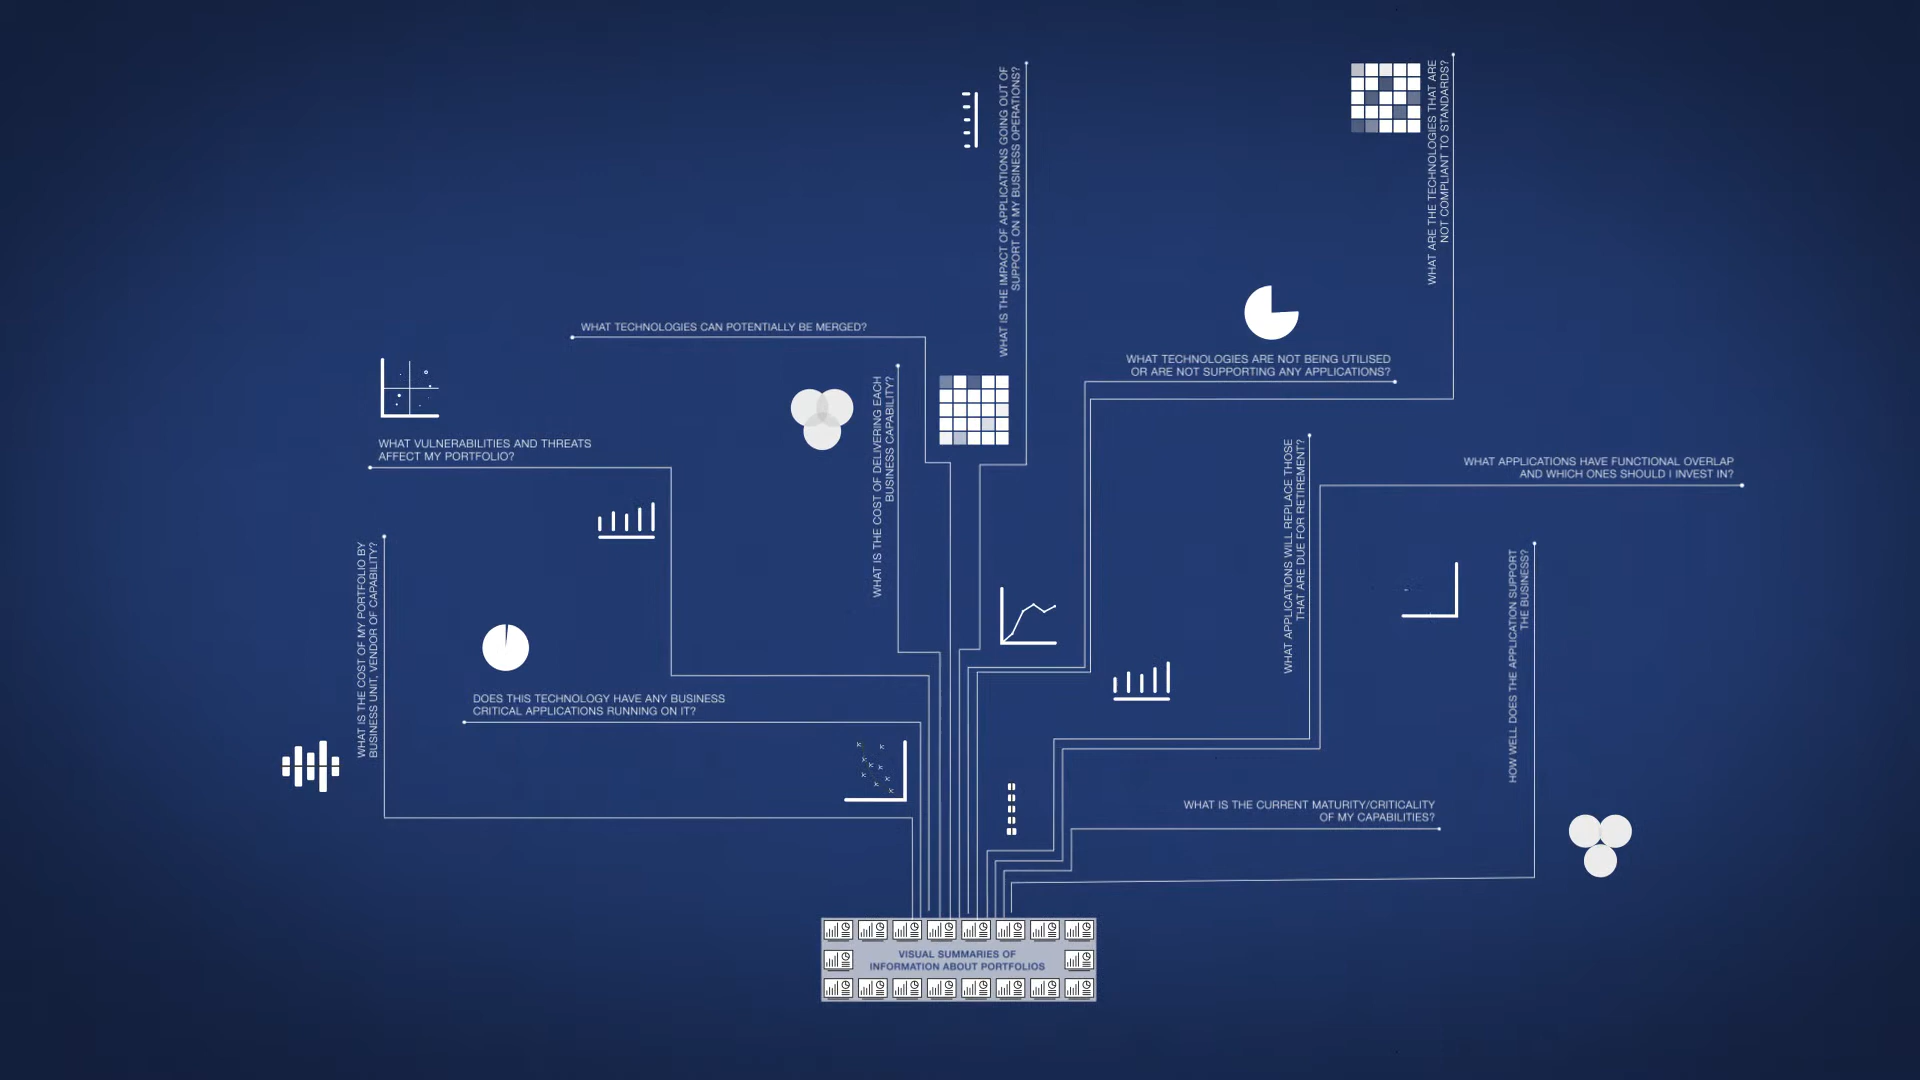 WHAT IS THE IMPACT OF APPLICATIONS GOING OUT OF
SUPPORT ON MY BUSINESS OPERATIONS?
WHAT ARE THE TECHNOLOGIES THAT ARE
NOT COMPLIANT TO STANDARDS?
WHAT TECHNOLOGIES CAN POTENTIALLY BE MERGED?
WHAT TECHNOLOGIES ARE NOT BEING UTILISED
OR ARE NOT SUPPORTING ANY APPLICATIONS?
WHAT IS THE COST OF DELIVERING EACH
BUSINESS CAPABILITY?
WHAT VULNERABILITIES AND THREATS
AFFECT MY PORTFOLIO?
WHAT APPLICATIONS WILL REPLACE THOSE
THAT ARE DUE FOR RETIREMENT?
WHAT APPLICATIONS HAVE FUNCTIONAL OVERLAP
AND WHICH ONES SHOULD I INVEST IN?
WHAT IS THE COST OF MY PORTFOLIO BY
BUSINESS UNIT, VENDOR OF CAPABILITY?
HOW WELL DOES THE APPLICATION SUPPORT
THE BUSINESS?
DOES THIS TECHNOLOGY HAVE ANY BUSINESS
CRITICAL APPLICATIONS RUNNING ON IT?
WHAT IS THE CURRENT MATURITY/CRITICALITY
OF MY CAPABILITIES?
VISUAL SUMMARIES OF
INFORMATION ABOUT PORTFOLIOS